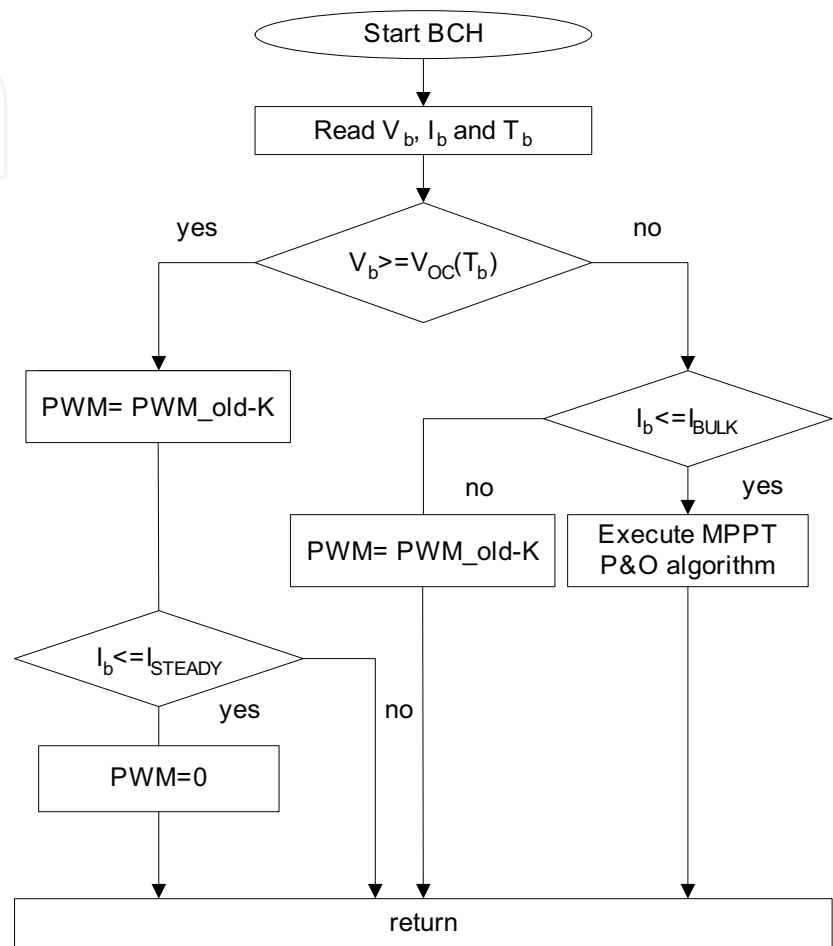 Start BCH
Read V_b, I_b and T_b
yes
no
V_b>=V_OC(T_b)
PWM= PWM_old-K
I_b<=I_BULK
no
yes
PWM= PWM_old-K
Execute MPPT
P&O algorithm
I_b<=I_STEADY
yes
no
PWM=0
return